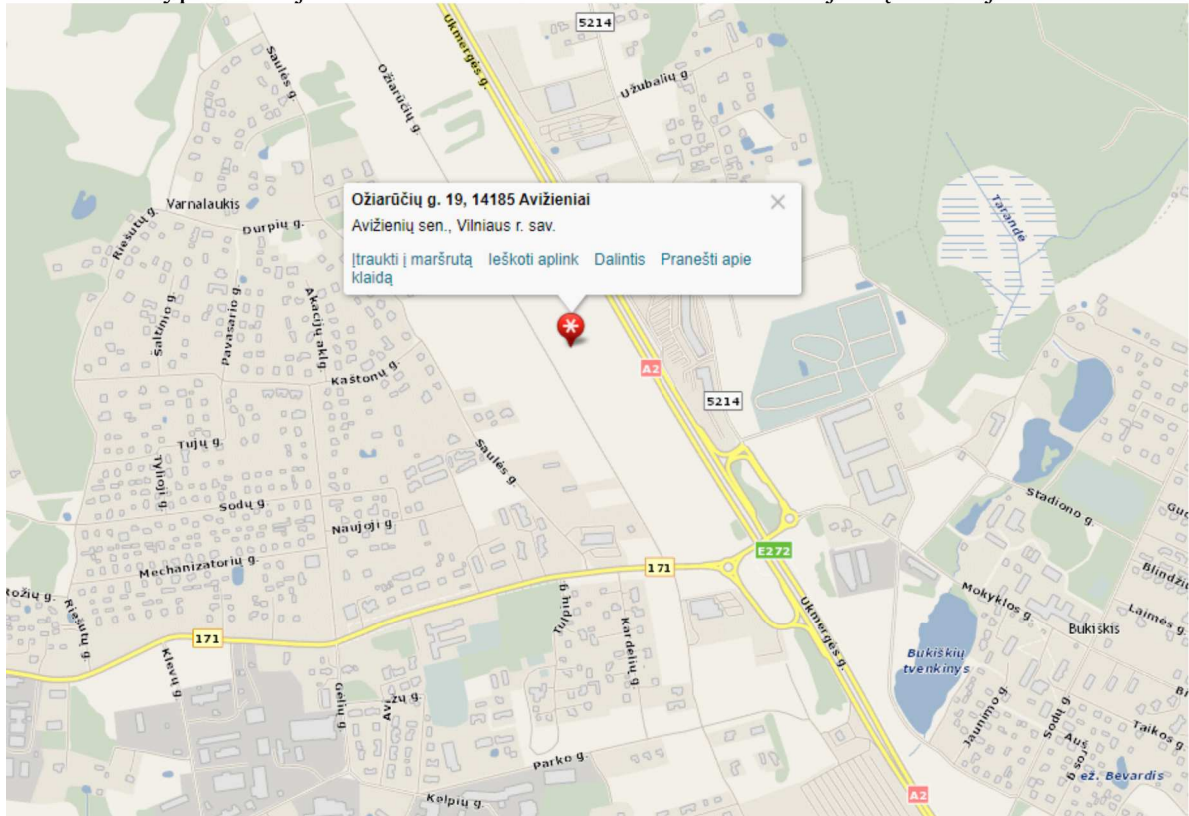 5214
Ukmergės g.
Saulės g.
Ožiarūčių g.
Užubalių g.
Ožiarūčių g. 19, 14185 Avižieniai
Avižienių sen., Vilniaus r. sav.
Įtraukti į maršrutą Ieškoti aplink Dalintis Pranešti apie
klaidą
Varnalaukis
Riešutų g.
Durpių g.
Tarandė
Šaltinio g.
Pavasario g.
Akacijų aklg.
Kaštonų g.
A2
5214
Tujų g.
Tylioji g.
Saulės g.
Sodų g.
Naujoji g.
Stadiono g.
E272
Mechanizatorių g.
171
Rožių g.
Riešutų g.
Tulpių g.
Kardelių g.
Ukmergės g.
Mokyklos g.
Laimės g.
Bukiškis
171
Klevų g.
Bukiškių
tvenkinys
Gėlių g.
Avižų g.
Jaunimo g.
Sodų g.
Taikos g.
Parko g.
ež. Bevardis
Kalpių g.
A2